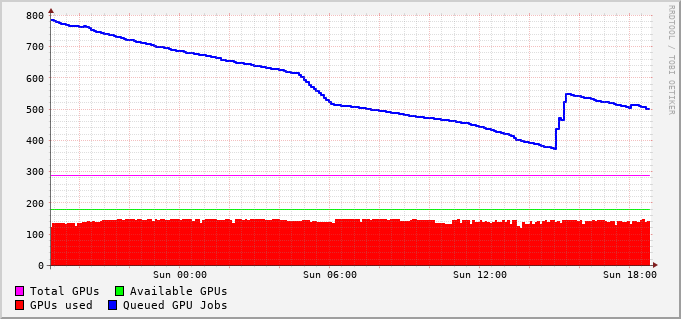 800
700
600
500
400
300
200
100
0
Sun 00:00 Sun 06:00 Sun 12:00 Sun 18:00
Total GPUs Available GPUs
GPUs used Queued GPU Jobs
RRDTOOL / TOBI OETIKER